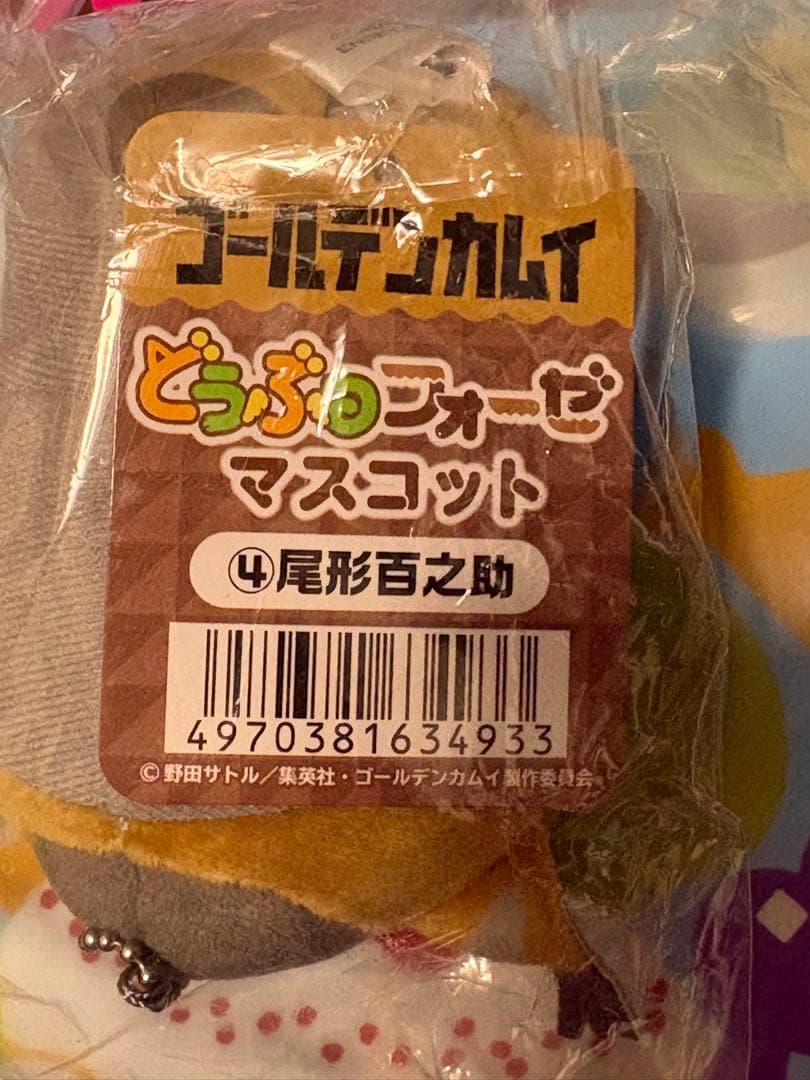 ゴールデンカムイ
どうぶつフォーゼ
マスコット
④尾形百之助
4970381634933
©野田サトル／集英社・ゴールデンカムイ製作委員会